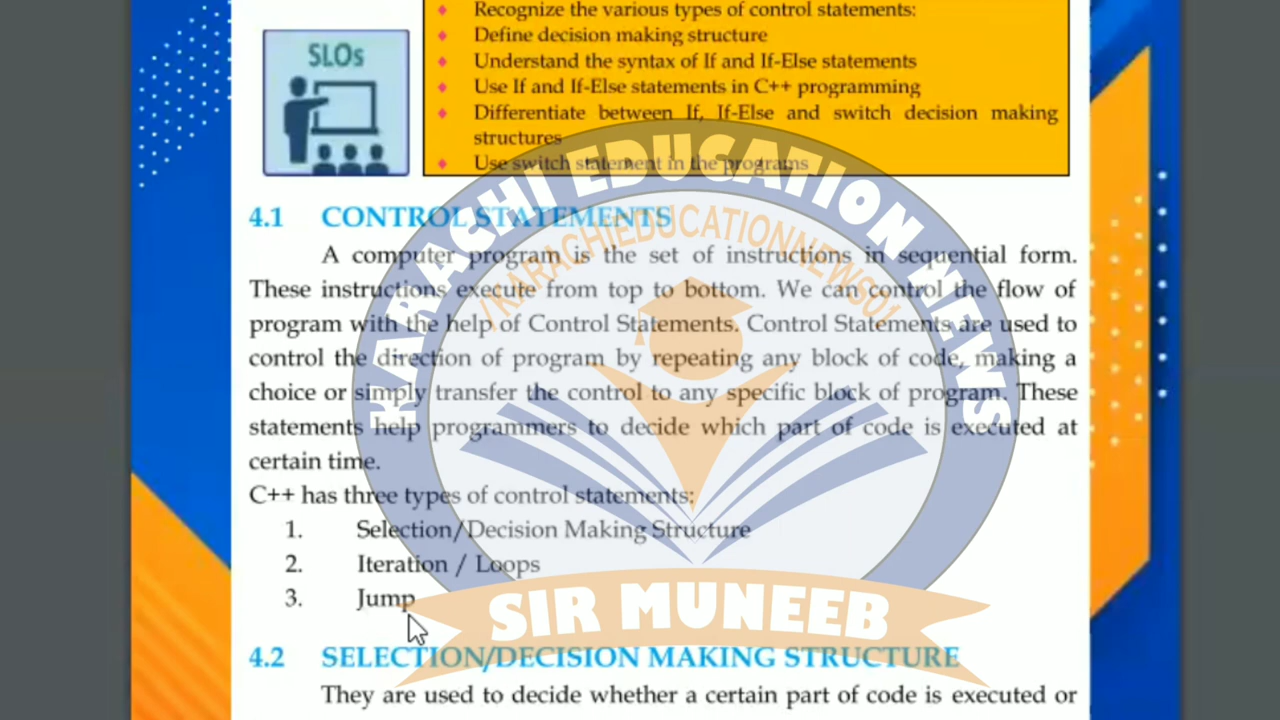 Recognize the various types of control statements:
Define decision making structure
Understand the syntax of If and If-Else statements
Use If and If-Else statements in C++ programming
Differentiate between If, If-Else and switch decision making
structures
Use switch statement in the programs
SLOs
4.1 CONTROL STATEMENTS
A computer program is the set of instructions in sequential form.
These instructions execute from top to bottom. We can control the flow of
program with the help of Control Statements. Control Statements are used to
control the direction of program by repeating any block of code, making a
choice or simply transfer the control to any specific block of program. These
statements help programmers to decide which part of code is executed at
certain time.
C++ has three types of control statements:
1. Selection/Decision Making Structure
2. Iteration / Loops
3. Jump
4.2 SELECTION/DECISION MAKING STRUCTURE
They are used to decide whether a certain part of code is executed or
KARACHI EDUCATION NEWS
/KARACHIEDUCATIONNEWS01
SIR MUNEEB